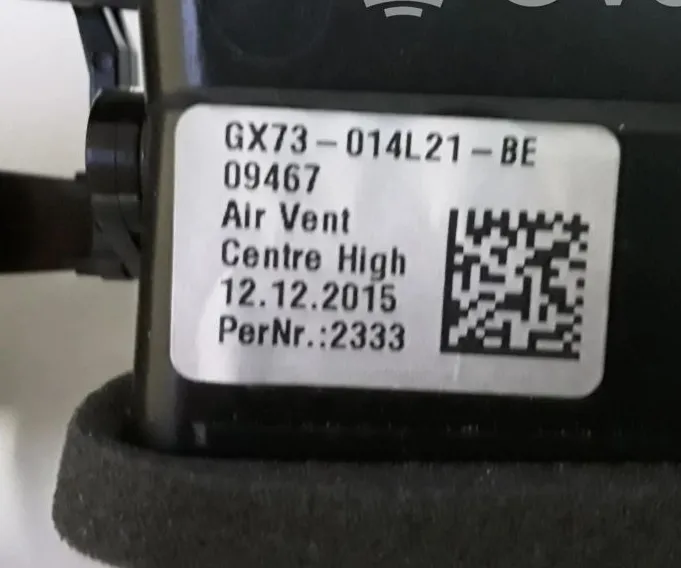 GX73-014L21-BE
09467
Air Vent
Centre High
12.12.2015
PerNr.:2333